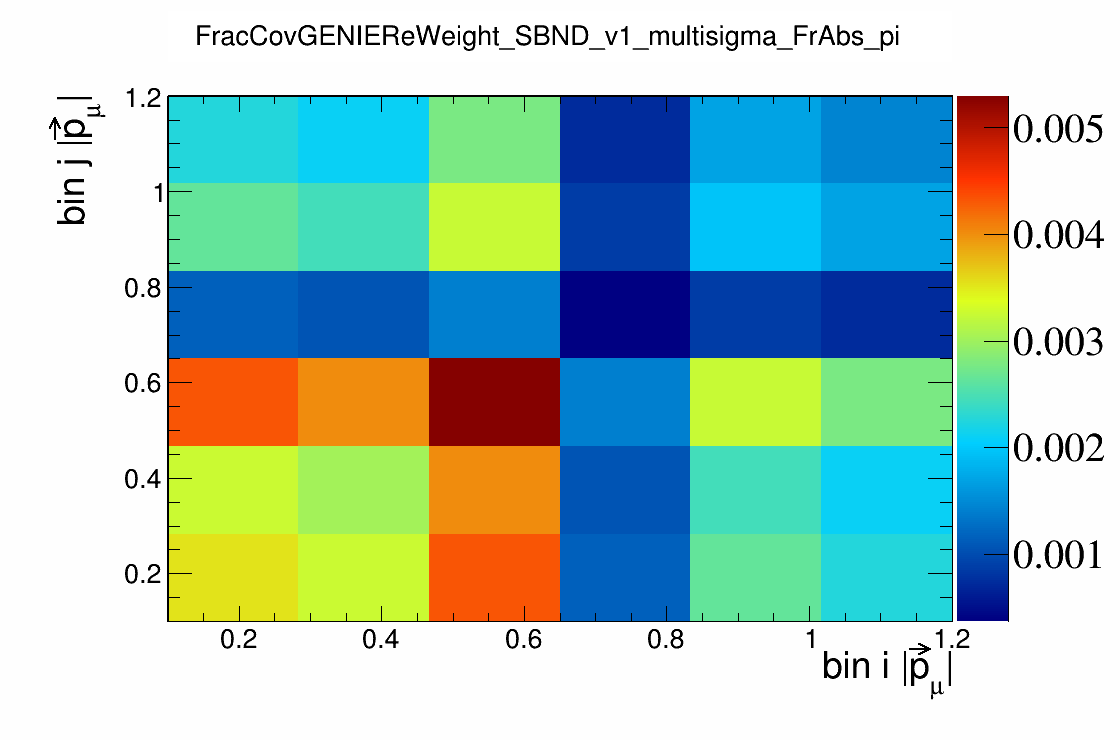 FracCovGENIEReWeight_SBND_v1_multisigma_FrAbs_pi
bin j |p⃗μ|
1.2
1
0.8
0.6
0.4
0.2
0.2 0.4 0.6 0.8 1 1.2
bin i |p⃗μ|
0.005
0.004
0.003
0.002
0.001